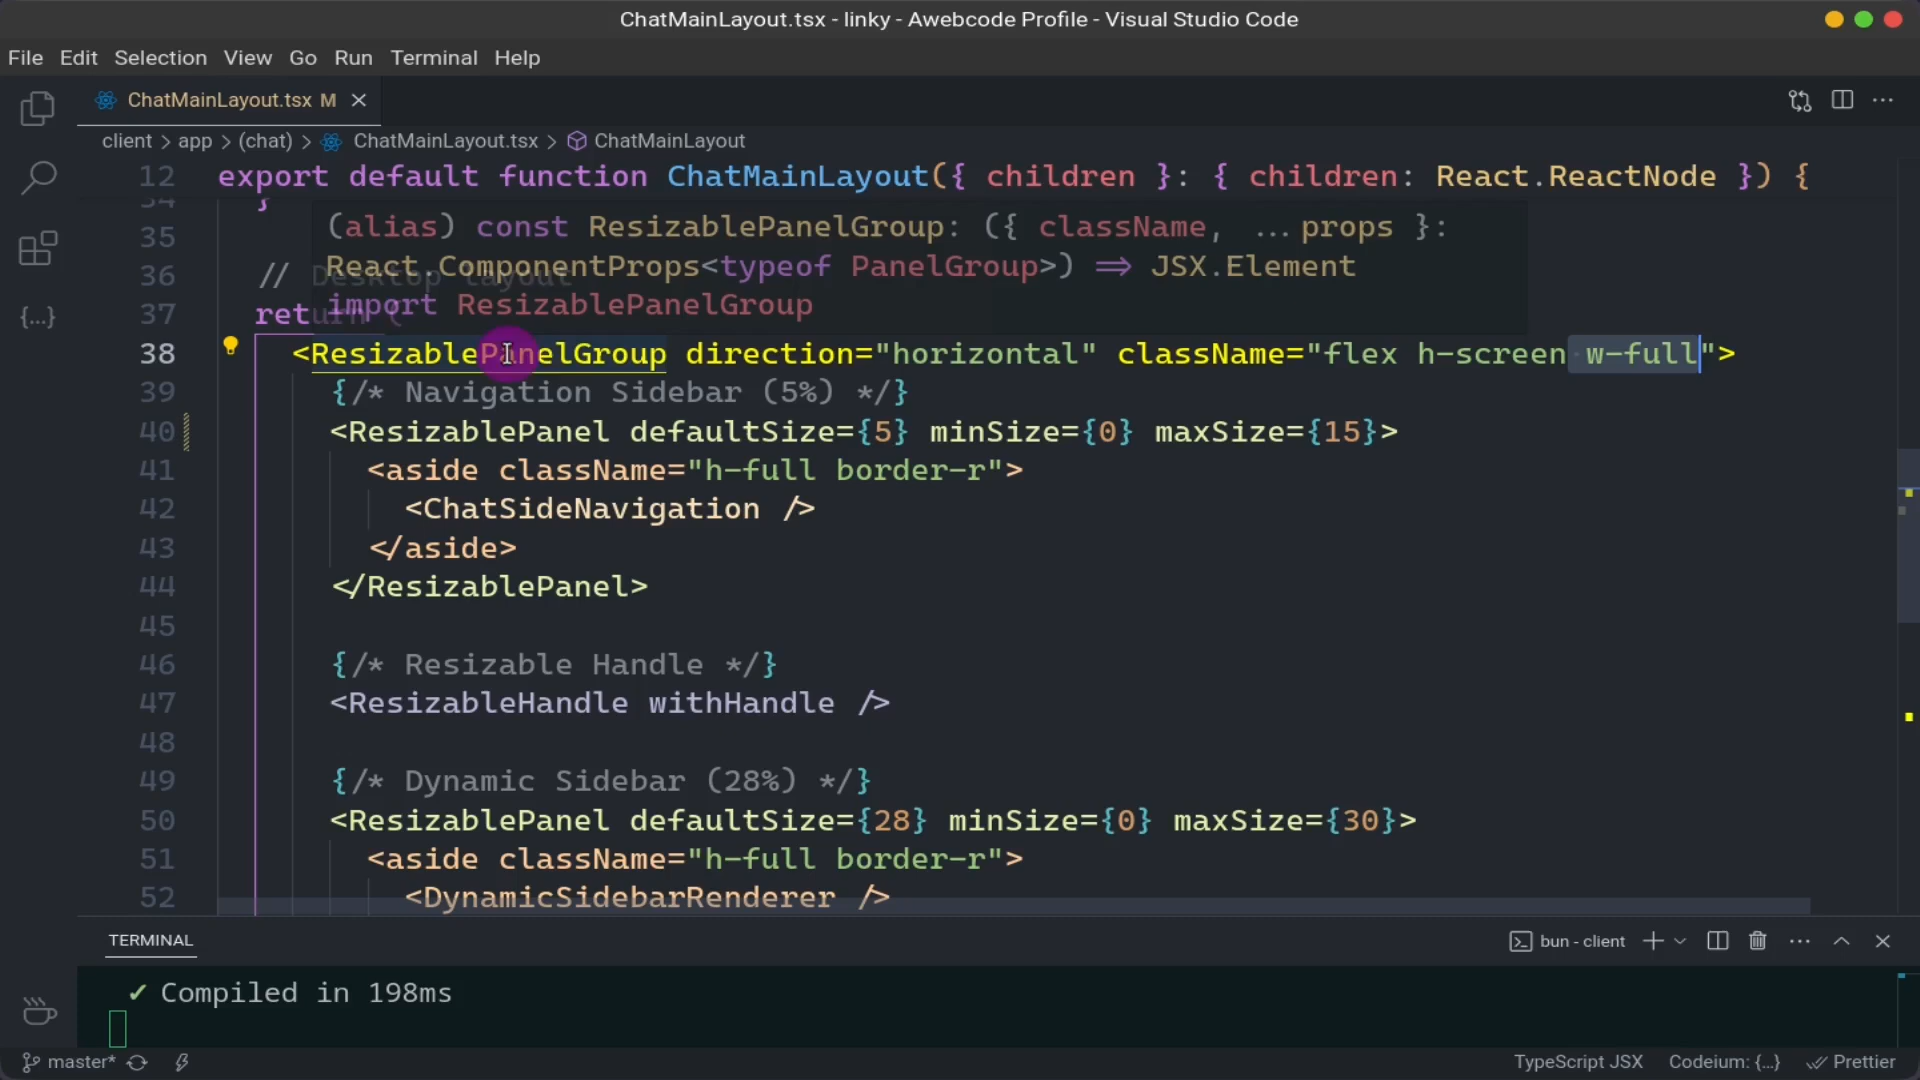 ChatMainLayout.tsx - linky - Awebcode Profile - Visual Studio Code
File Edit Selection View Go Run Terminal Help
ChatMainLayout.tsx M
client > app > (chat) > ChatMainLayout.tsx > ChatMainLayout
12 export default function ChatMainLayout({ children }: { children: React.ReactNode }) {
34 }
(alias) const ResizablePanelGroup: ({ className, ...props }:
35
React.ComponentProps<typeof PanelGroup>) => JSX.Element
36 // Desktop layout
import ResizablePanelGroup
37 return (
38 <ResizablePanelGroup direction="horizontal" className="flex h-screen w-full">
39 {/* Navigation Sidebar (5%) */}
40 <ResizablePanel defaultSize={5} minSize={0} maxSize={15}>
41 <aside className="h-full border-r">
42 <ChatSideNavigation />
43 </aside>
44 </ResizablePanel>
45
46 {/* Resizable Handle */}
47 <ResizableHandle withHandle />
48
49 {/* Dynamic Sidebar (28%) */}
50 <ResizablePanel defaultSize={28} minSize={0} maxSize={30}>
51 <aside className="h-full border-r">
52 <DynamicSidebarRenderer />
TERMINAL bun - client
✓ Compiled in 198ms
master* TypeScript JSX Codeium: {...} Prettier